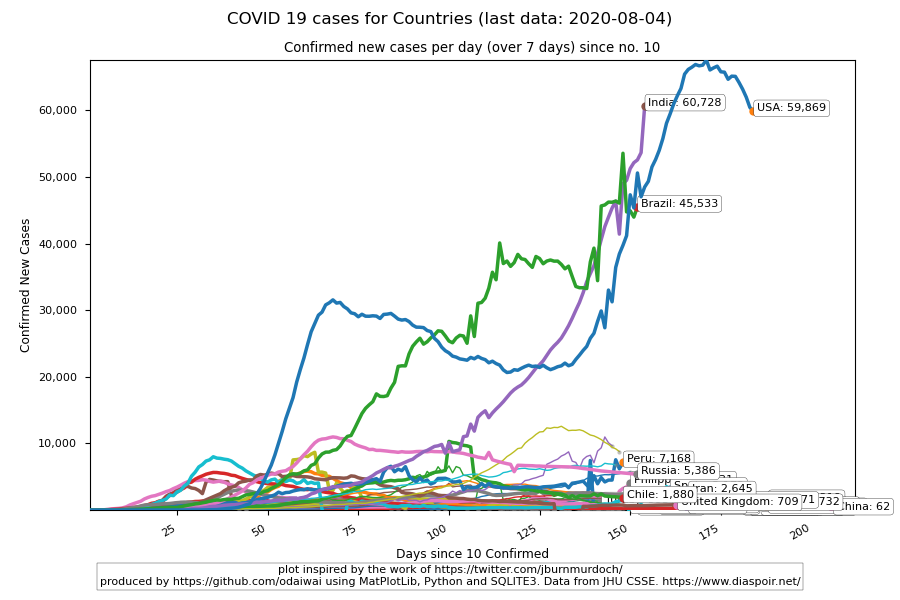 COVID 19 cases for Countries (last data: 2020-08-04)
Confirmed new cases per day (over 7 days) since no. 10
60,000
50,000
40,000
30,000
20,000
10,000
Confirmed New Cases
India: 60,728
USA: 59,869
Brazil: 45,533
Peru: 7,168
Russia: 5,386
Iran: 2,645
Chile: 1,880
United Kingdom: 709
71
732
China: 62
25
50
75
100
125
150
175
200
Days since 10 Confirmed
plot inspired by the work of https://twitter.com/jburnmurdoch/
produced by https://github.com/odaiwai using MatPlotLib, Python and SQLITE3. Data from JHU CSSE. https://www.diaspoir.net/